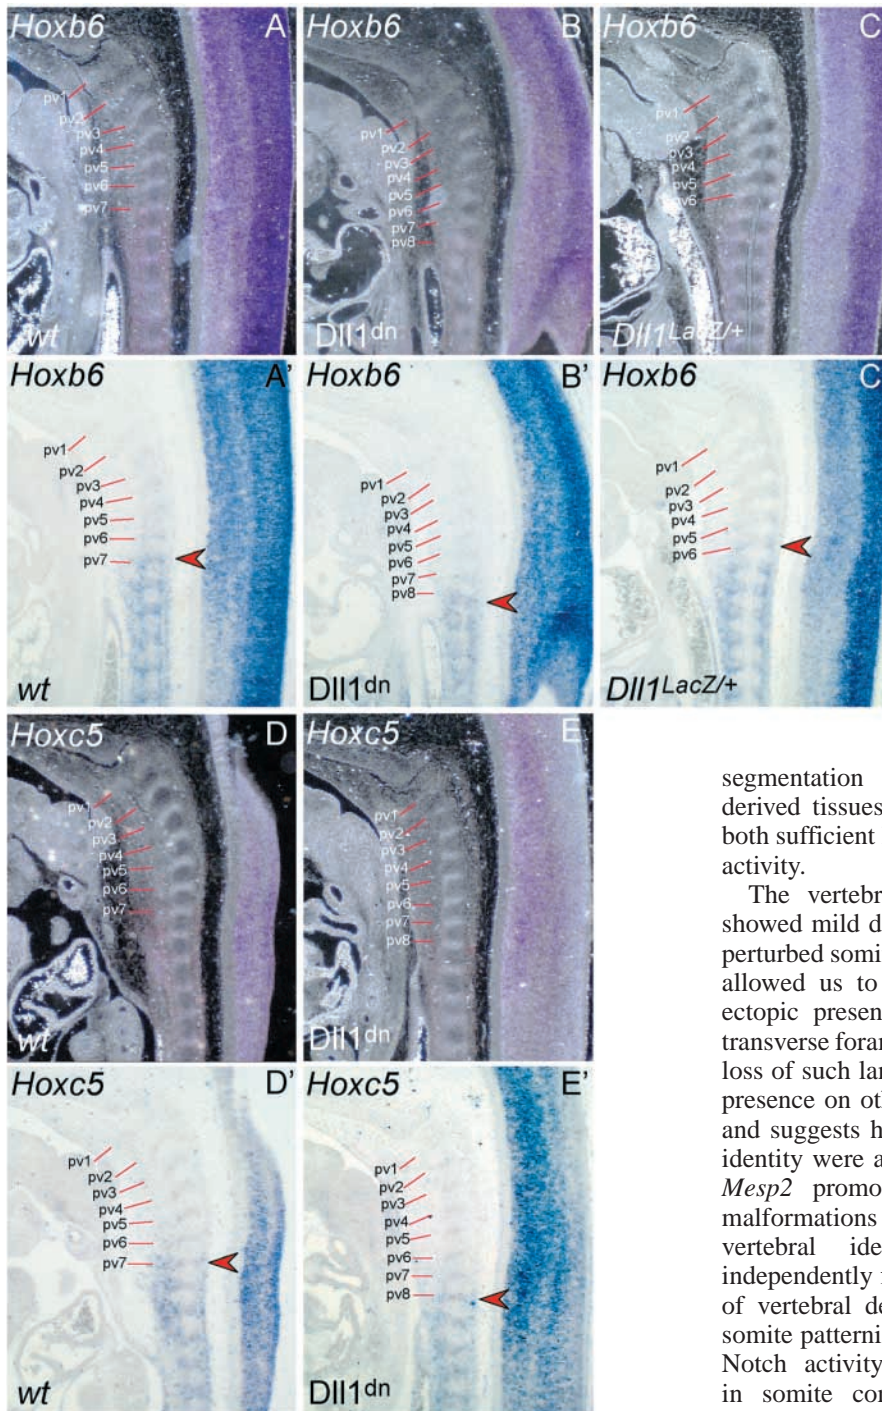 Hoxb6 A
pv1
pv2
pv3
pv4
pv5
pv6
pv7
wt
Hoxb6 B
pv1
pv2
pv3
pv4
pv5
pv6
pv7
pv8
Dll1dn
Hoxb6 C
pv1
pv2
pv3
pv4
pv5
pv6
Dll1LacZ/+
Hoxb6 A'
pv1
pv2
pv3
pv4
pv5
pv6
pv7
wt
Hoxb6 B'
pv1
pv2
pv3
pv4
pv5
pv6
pv7
pv8
Dll1dn
Hoxb6 C
pv1
pv2
pv3
pv4
pv5
pv6
Dll1LacZ/+
Hoxc5 D
pv1
pv2
pv3
pv4
pv5
pv6
pv7
wt
Hoxc5 E
pv1
pv2
pv3
pv4
pv5
pv6
pv7
pv8
Dll1dn
Hoxc5 D'
pv1
pv2
pv3
pv4
pv5
pv6
pv7
wt
Hoxc5 E'
pv1
pv2
pv3
pv4
pv5
pv6
pv7
pv8
Dll1dn
segmentation
derived tissues
both sufficient
activity.
The vertebr
showed mild d
perturbed somi
allowed us to
ectopic presen
transverse forar
loss of such lar
presence on oth
and suggests h
identity were a
Mesp2 promo
malformations
vertebral ide
independently
of vertebral de
somite patterni
Notch activity
in somite con